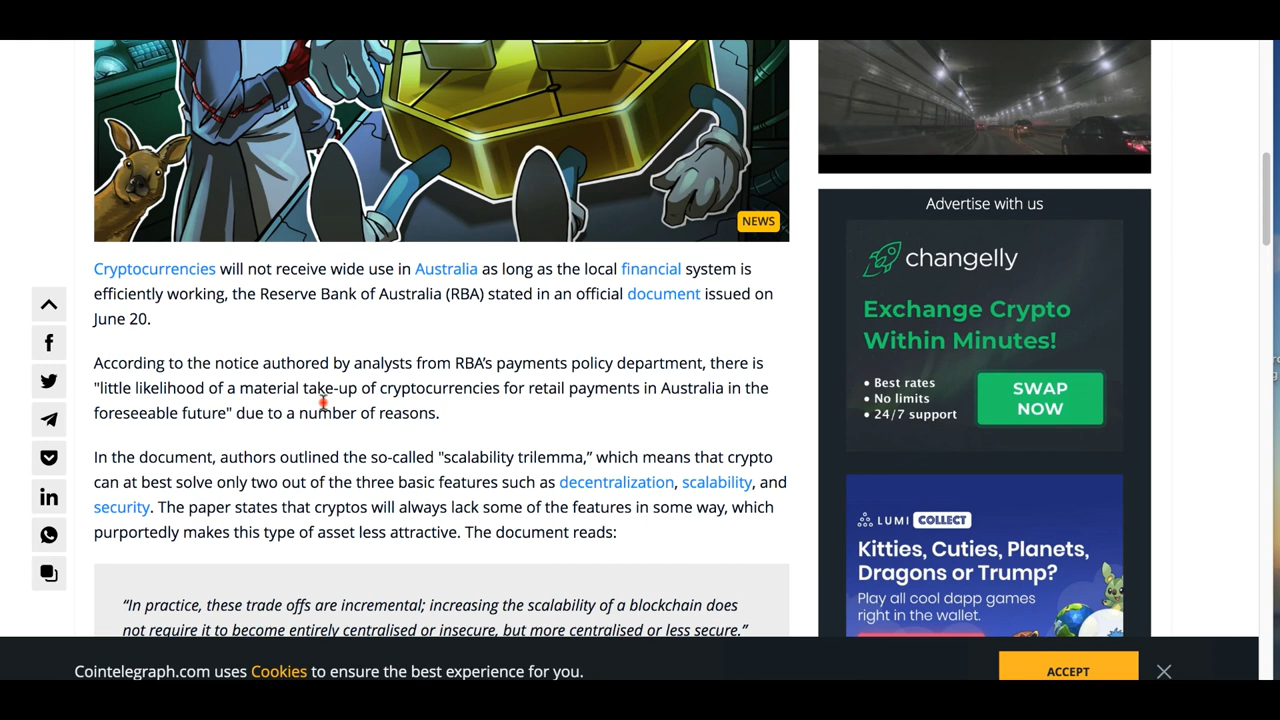 NEWS
Cryptocurrencies will not receive wide use in Australia as long as the local financial system is
efficiently working, the Reserve Bank of Australia (RBA) stated in an official document issued on
June 20.
According to the notice authored by analysts from RBA’s payments policy department, there is
"little likelihood of a material take-up of cryptocurrencies for retail payments in Australia in the
foreseeable future" due to a number of reasons.
In the document, authors outlined the so-called "scalability trilemma,” which means that crypto
can at best solve only two out of the three basic features such as decentralization, scalability, and
security. The paper states that cryptos will always lack some of the features in some way, which
purportedly makes this type of asset less attractive. The document reads:
“In practice, these trade offs are incremental; increasing the scalability of a blockchain does
not require it to become entirely centralised or insecure, but more centralised or less secure.”
Advertise with us
changelly
Exchange Crypto
Within Minutes!
• Best rates
• No limits
• 24/7 support
SWAP
NOW
LUMI COLLECT
Kitties, Cuties, Planets,
Dragons or Trump?
Play all cool dapp games
right in the wallet.
Cointelegraph.com uses Cookies to ensure the best experience for you.
ACCEPT